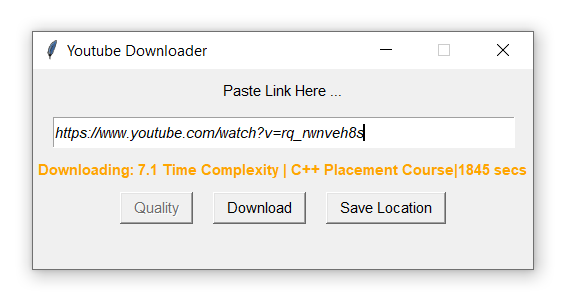 Youtube Downloader
Paste Link Here ...
https://www.youtube.com/watch?v=rq_rwnveh8s
Downloading: 7.1 Time Complexity | C++ Placement Course|1845 secs
Quality Download Save Location